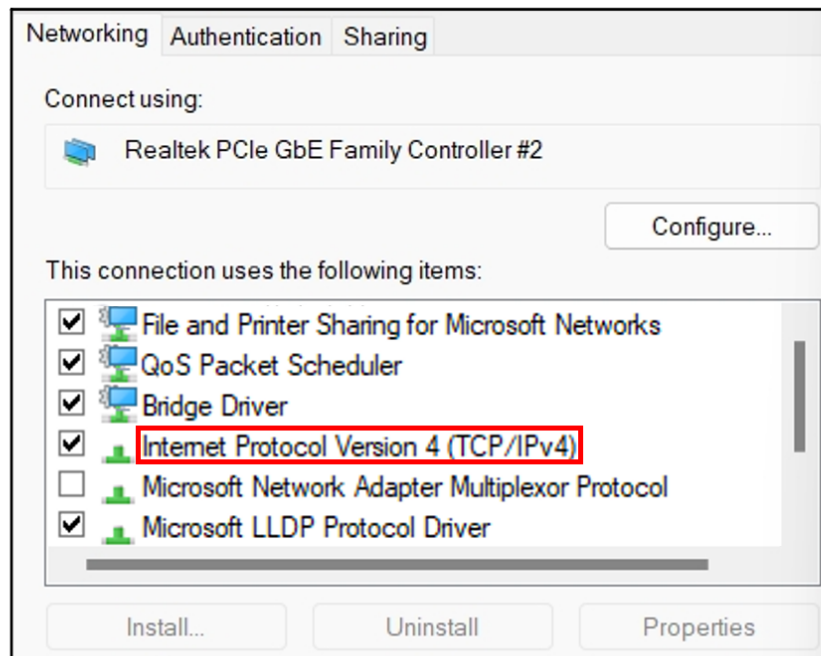 Networking Authentication Sharing
Connect using:
Realtek PCIe GbE Family Controller #2
Configure...
This connection uses the following items:
File and Printer Sharing for Microsoft Networks
QoS Packet Scheduler
Bridge Driver
Internet Protocol Version 4 (TCP/IPv4)
Microsoft Network Adapter Multiplexor Protocol
Microsoft LLDP Protocol Driver
Install... Uninstall Properties